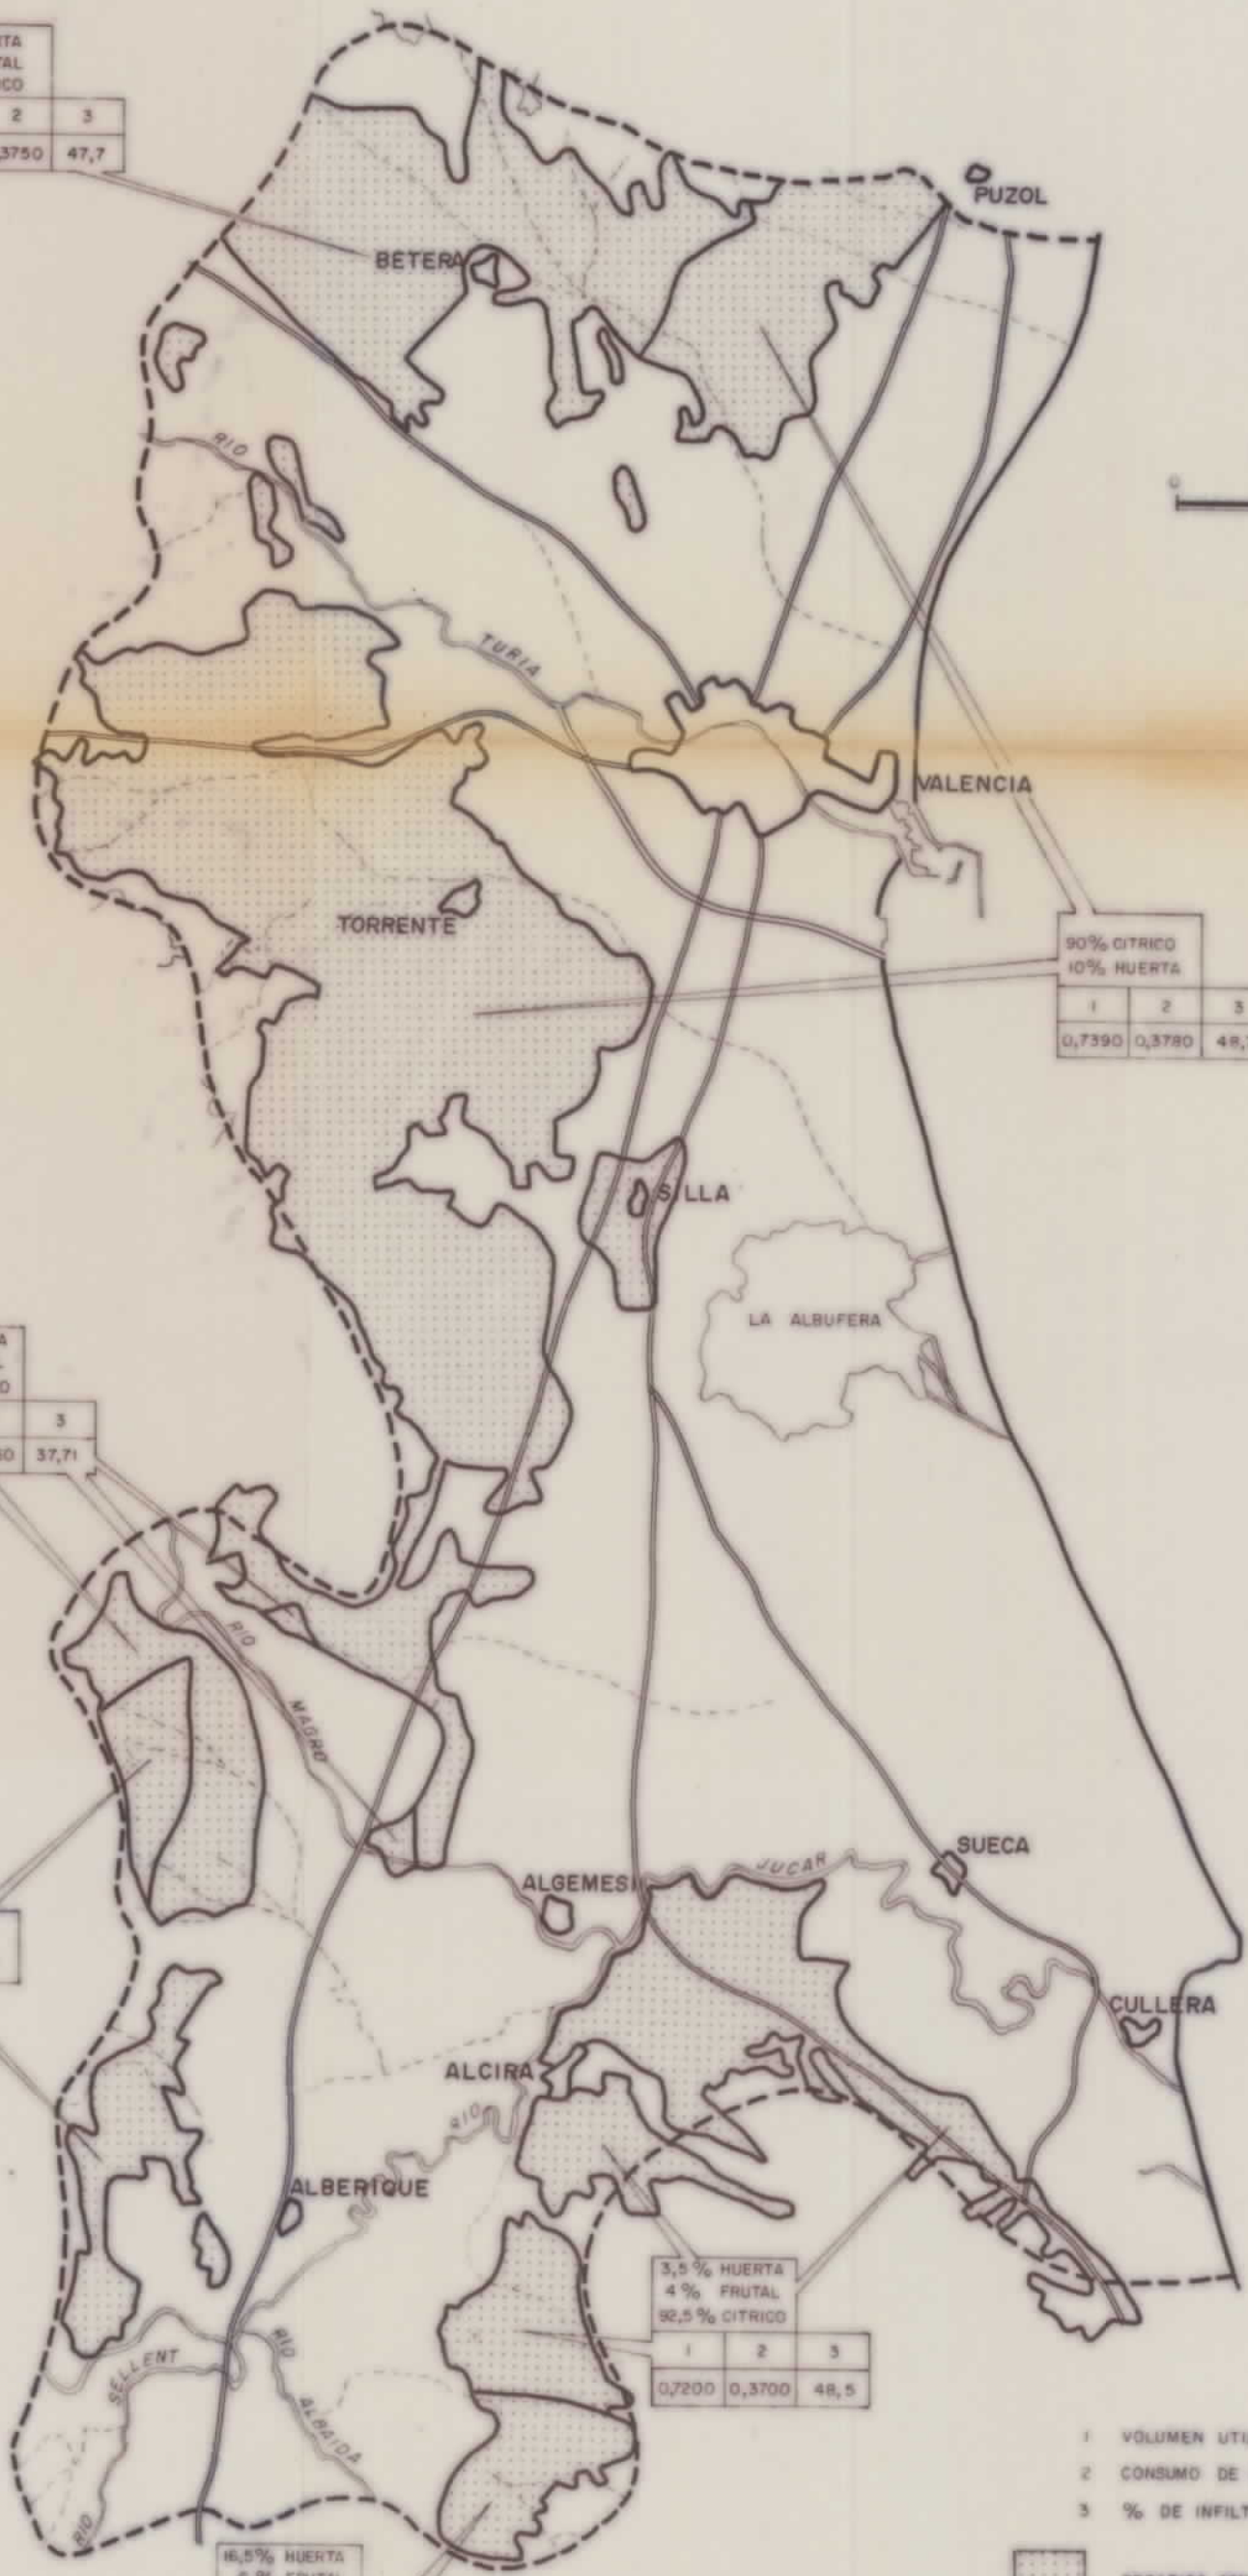 2 3
3750 47,7
PUZOL
BETERA
RIO
TURIA
VALENCIA
TORRENTE
90% CITRICO
10% HUERTA
1 2 3
0,7390 0,3780
SILLA
LA ALBUFERA
3
37,71
RIO
MAGRO
SUECA
JUCAR
ALGEMESI
CULLERA
ALCIRA
RIO
ALBERIQUE
3,5% HUERTA
4% FRUTAL
92,5% CITRICO
1 2 3
0,7200 0,3700 48,5
RIO
SELLENT
ALBAIDA
RIO
1 VOLUMEN
2 CONSUMO DE
3 % DE
16,5% HUERTA